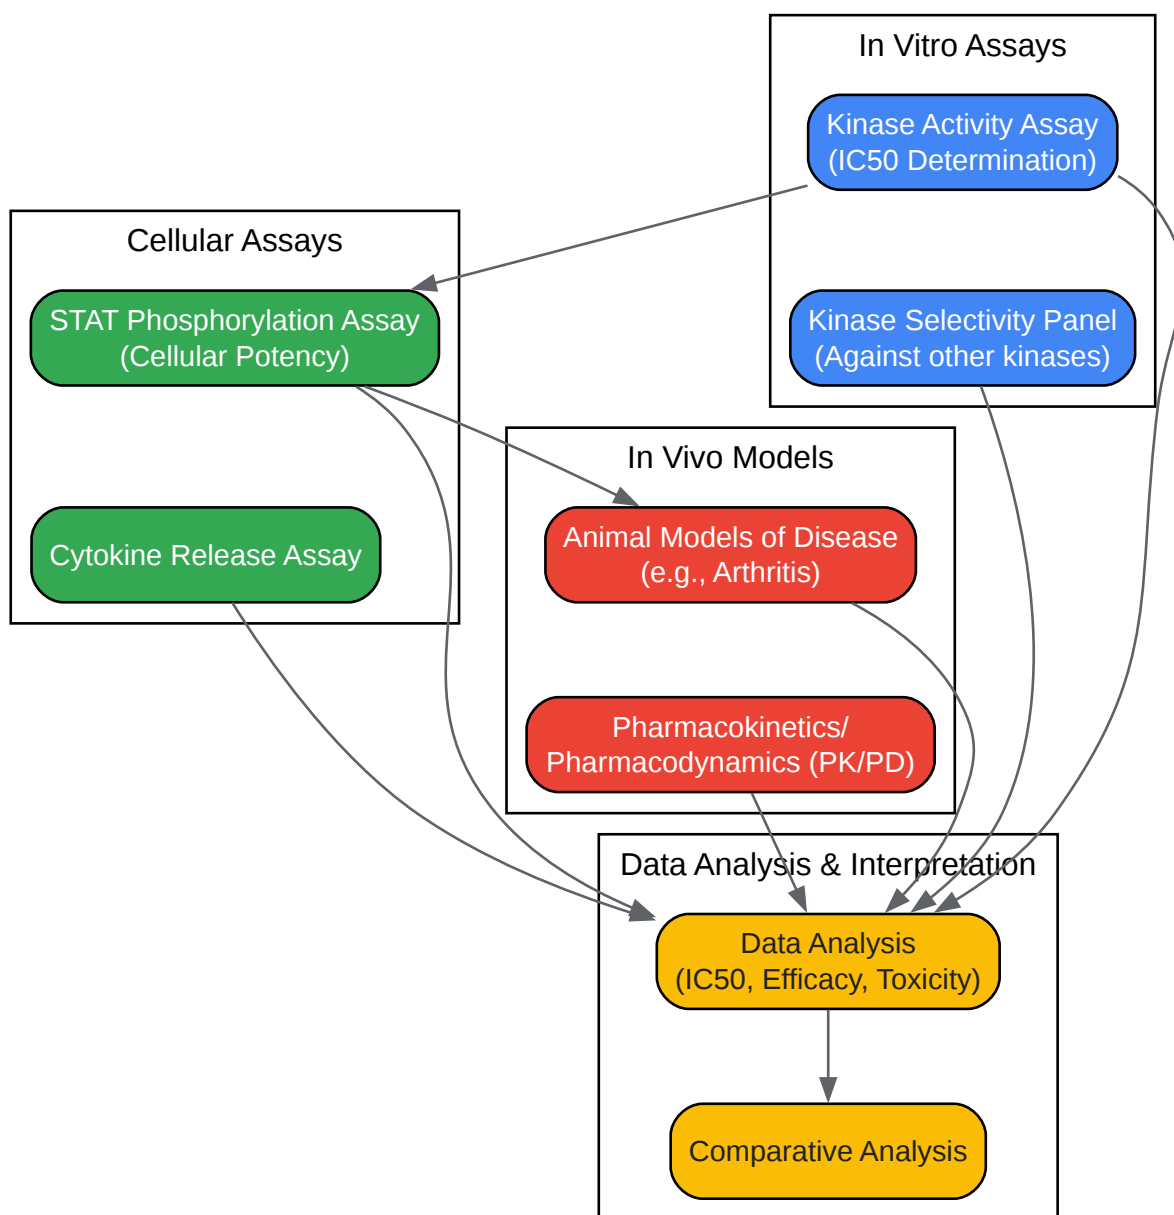 In Vitro Assays
Kinase Activity Assay
(IC50 Determination)
Kinase Selectivity Panel
(Against other kinases)
Cellular Assays
STAT Phosphorylation Assay
(Cellular Potency)
Cytokine Release Assay
In Vivo Models
Animal Models of Disease
(e.g., Arthritis)
Pharmacokinetics/
Pharmacodynamics (PK/PD)
Data Analysis & Interpretation
Data Analysis
(IC50, Efficacy, Toxicity)
Comparative Analysis